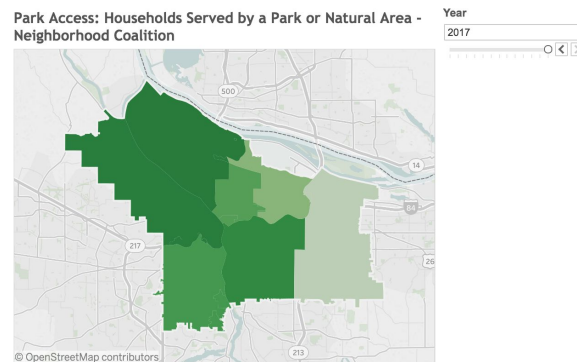 Park Access: Households Served by a Park or Natural Area -
Neighborhood Coalition
Year
2017
500
14
84
217
26
213
© OpenStreetMap contributors